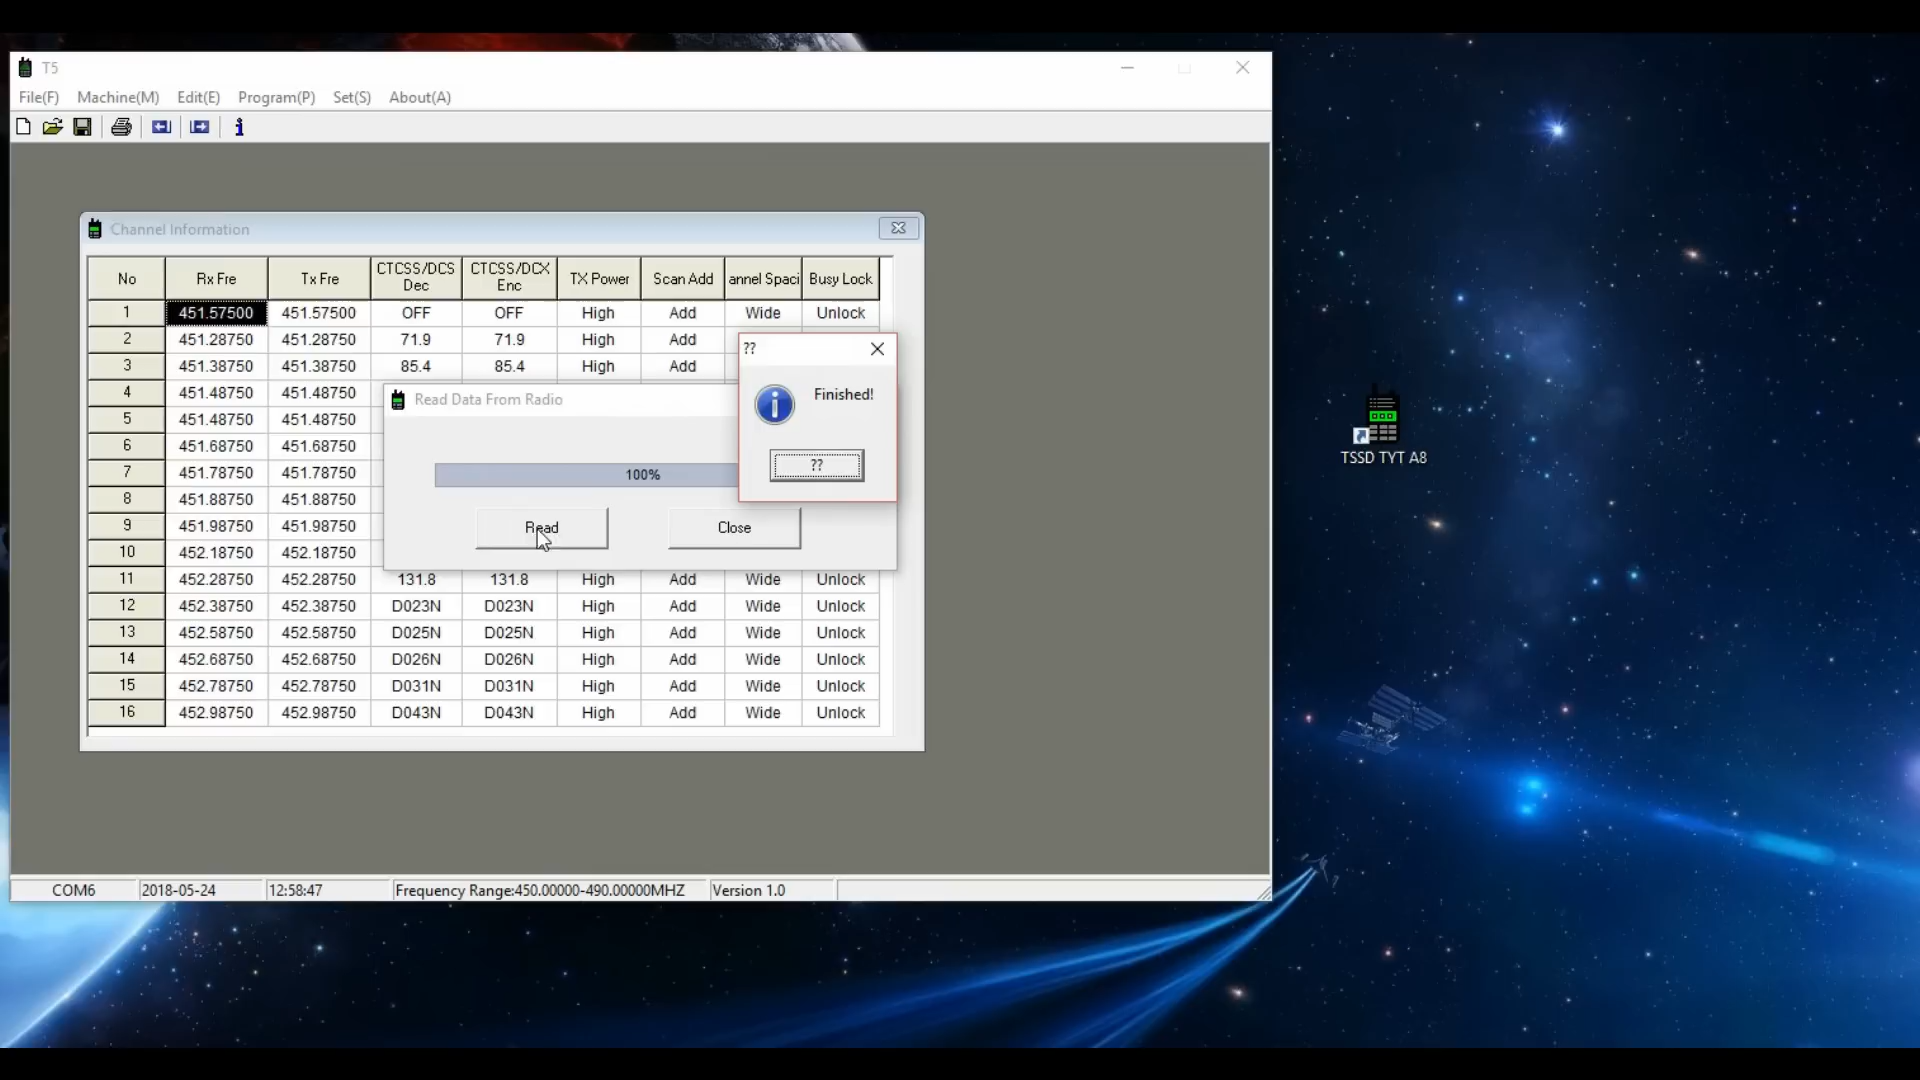 T5
File(F) Machine(M) Edit(E) Program(P) Set(S) About(A)
Channel Information
No Rx Fre Tx Fre CTCSS/DCS Dec CTCSS/DCX Enc TX Power Scan Add annel Spaci Busy Lock
1 451.57500 451.57500 OFF OFF High Add Wide Unlock
2 451.28750 451.28750 71.9 71.9 High Add
3 451.38750 451.38750 85.4 85.4 High Add
4 451.48750 451.48750
5 451.48750 451.48750
6 451.68750 451.68750
7 451.78750 451.78750
8 451.88750 451.88750
9 451.98750 451.98750
10 452.18750 452.18750
11 452.28750 452.28750 131.8 131.8 High Add Wide Unlock
12 452.38750 452.38750 D023N D023N High Add Wide Unlock
13 452.58750 452.58750 D025N D025N High Add Wide Unlock
14 452.68750 452.68750 D026N D026N High Add Wide Unlock
15 452.78750 452.78750 D031N D031N High Add Wide Unlock
16 452.98750 452.98750 D043N D043N High Add Wide Unlock
Read Data From Radio
100%
Read Close
??
Finished!
??
COM6 2018-05-24 12:58:47 Frequency Range:450.00000-490.00000MHZ Version 1.0
TSSD TYT A8